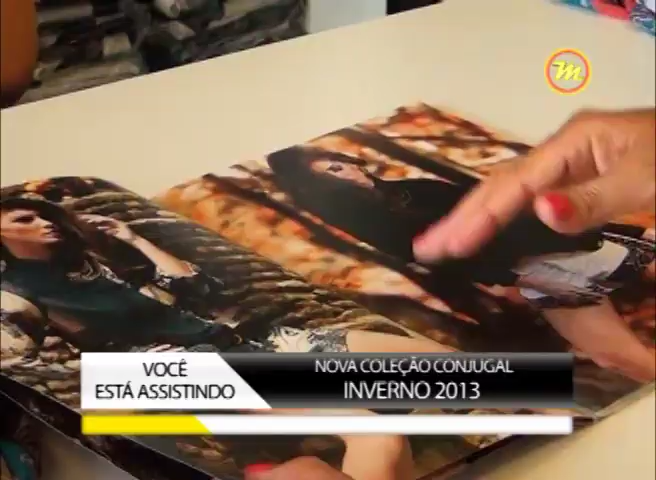 M.
VOCÊ
ESTÁ ASSISTINDO
NOVA COLEÇÃO CONJUGAL
INVERNO 2013